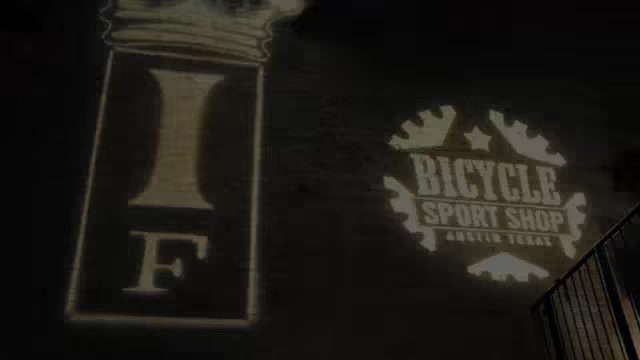 I
F
BICYCLE
SPORT SHOP
AUSTIN TEXAS